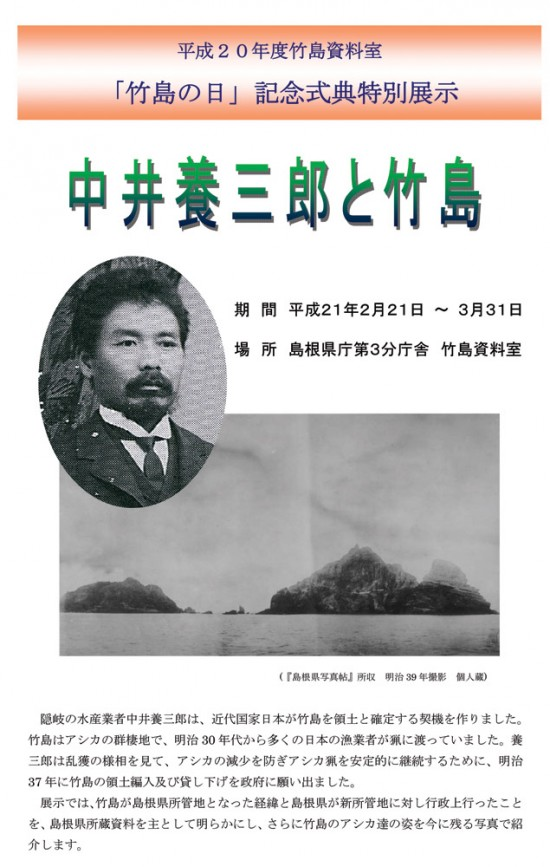 平成２０年度竹島資料室
「竹島の日」記念式典特別展示
中井養三郎と竹島
期　間　平成21年2月21日　～　3月31日
場　所　島根県庁第３分庁舎　竹島資料室
（『島根県写真帖』所収　明治39年撮影　個人蔵）
隠岐の水産業者中井養三郎は、近代国家日本が竹島を領土と確定する契機を作りました。
竹島はアシカの群棲地で、明治30年代から多くの日本の漁業者が猟に渡っていました。養
三郎は乱獲の様相を見て、アシカの減少を防ぎアシカ猟を安定的に継続するために、明治
37年に竹島の領土編入及び貸し下げを政府に願い出ました。
展示では、竹島が島根県所管地となった経緯と島根県が新所管地に対し行政上行ったこと
を、島根県所蔵資料を主として明らかにし、さらに竹島のアシカ達の姿を今に残る写真で紹
介します。